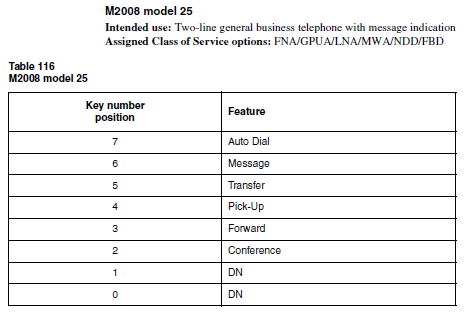 M2008 model 25
Intended use: Two-line general business telephone with message indication
Assigned Class of Service options: FNA/GPUA/LNA/MWA/NDD/FBD
Table 116
M2008 model 25
Key number position Feature
7 Auto Dial
6 Message
5 Transfer
4 Pick-Up
3 Forward
2 Conference
1 DN
0 DN